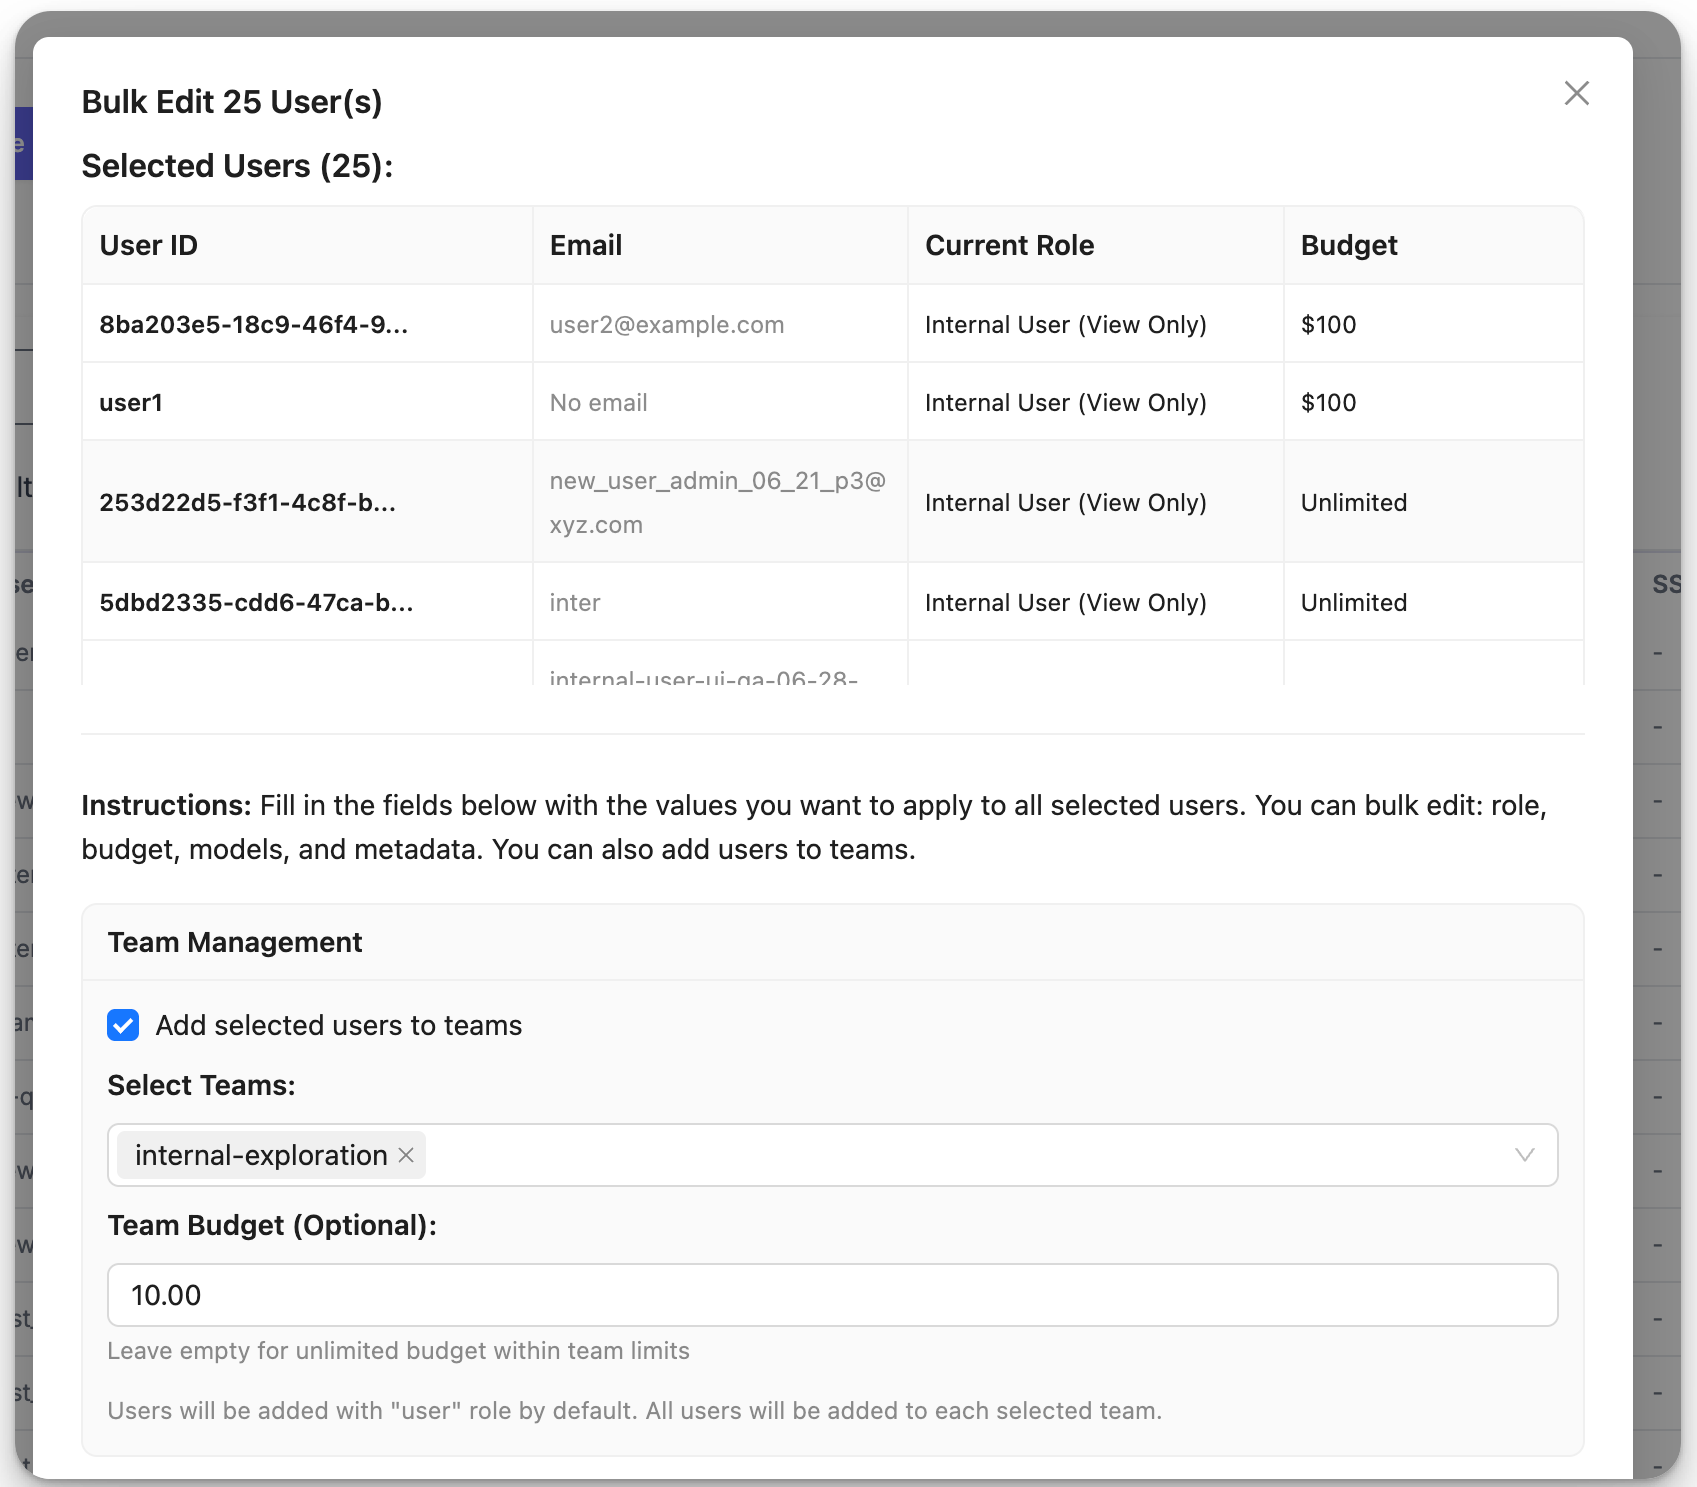 Bulk Edit 25 User(s)
Selected Users (25):
User ID Email Current Role Budget
8ba203e5-18c9-46f4-9... user2@example.com Internal User (View Only) $100
user1 No email Internal User (View Only) $100
253d22d5-f3f1-4c8f-b... new_user_admin_06_21_p3@
xyz.com Internal User (View Only) Unlimited
5dbd2335-cdd6-47ca-b... inter Internal User (View Only) Unlimited
internal-user-ui-qa-06-28-
Instructions: Fill in the fields below with the values you want to apply to all selected users. You can bulk edit: role,
budget, models, and metadata. You can also add users to teams.
Team Management
Add selected users to teams
Select Teams:
internal-exploration
Team Budget (Optional):
10.00
Leave empty for unlimited budget within team limits
Users will be added with "user" role by default. All users will be added to each selected team.